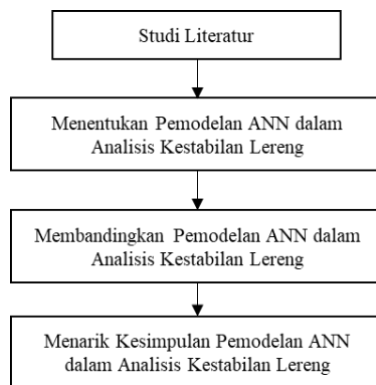 Studi Literatur
Menentukan Pemodelan ANN dalam
Analisis Kestabilan Lereng
Membandingkan Pemodelan ANN dalam
Analisis Kestabilan Lereng
Menarik Kesimpulan Pemodelan ANN
dalam Analisis Kestabilan Lereng